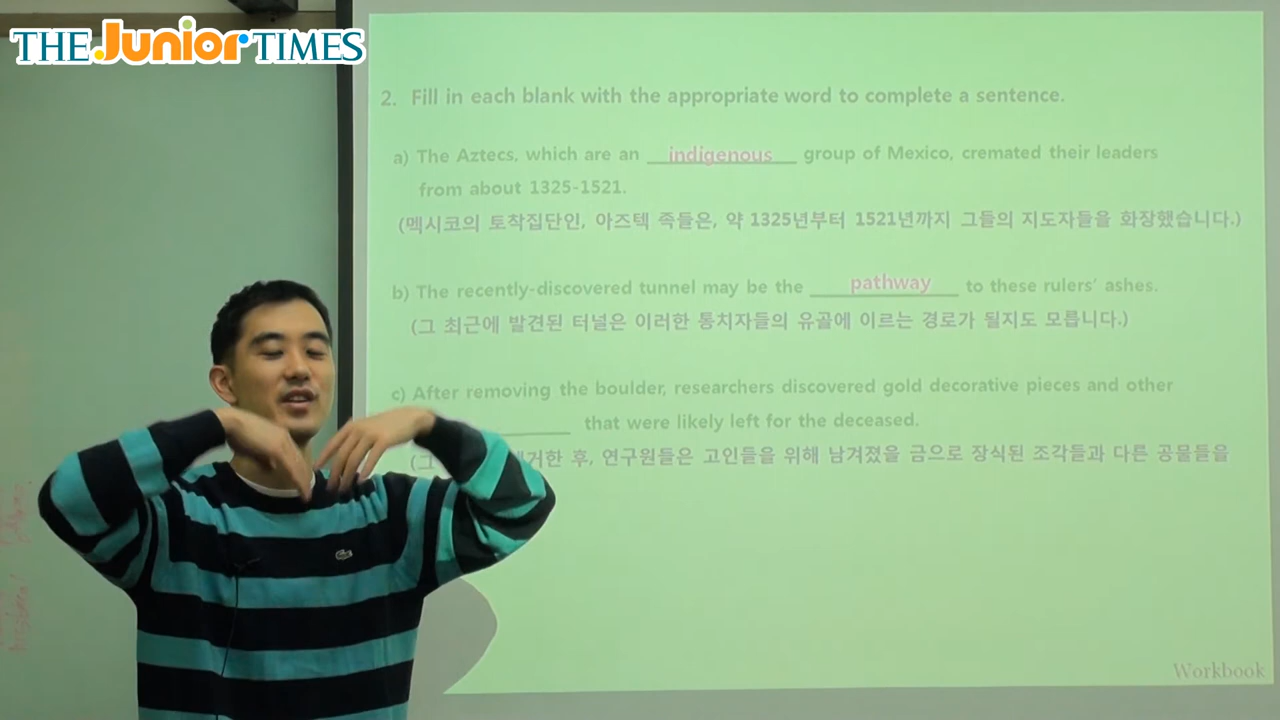 THE Junior TIMES
2. Fill in each blank with the appropriate word to complete a sentence.
a) The Aztecs, which are an indigenous group of Mexico, cremated their leaders
from about 1325-1521.
(멕시코의 토착집단인, 아즈텍 족들은, 약 1325년부터 1521년까지 그들의 지도자들을 화장했습니다.)
b) The recently-discovered tunnel may be the pathway to these rulers' ashes.
(그 최근에 발견된 터널은 이러한 통치자들의 유골에 이르는 경로가 될지도 모릅니다.)
c) After removing the boulder, researchers discovered gold decorative pieces and other
that were likely left for the deceased.
(그 후, 연구원들은 고인들을 위해 남겨졌을 금으로 장식된 조각들과 다른 공물들을
Workbook